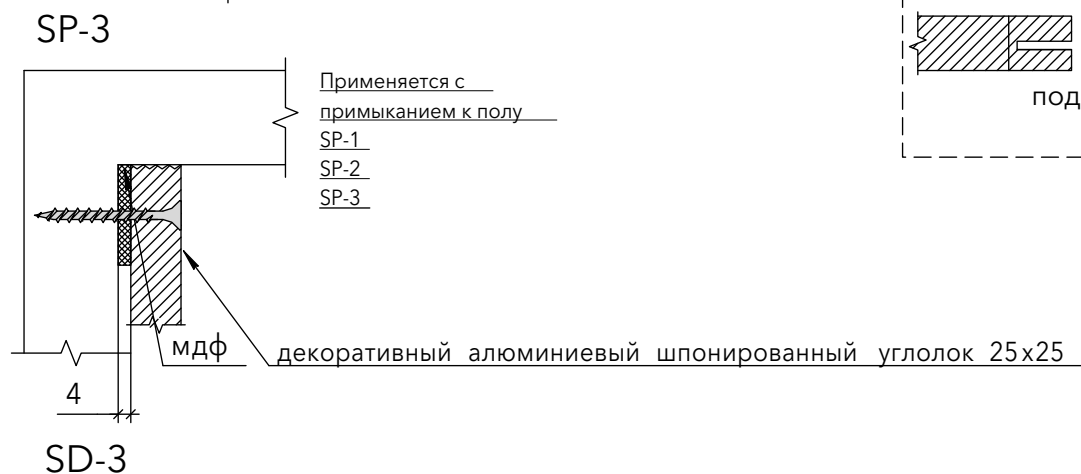 SP-3
Применяется с
примыканием к полу
SP-1
SP-2
SP-3
под
мдф
декоративный алюминиевый шпонированный углолок 25x25
4
SD-3